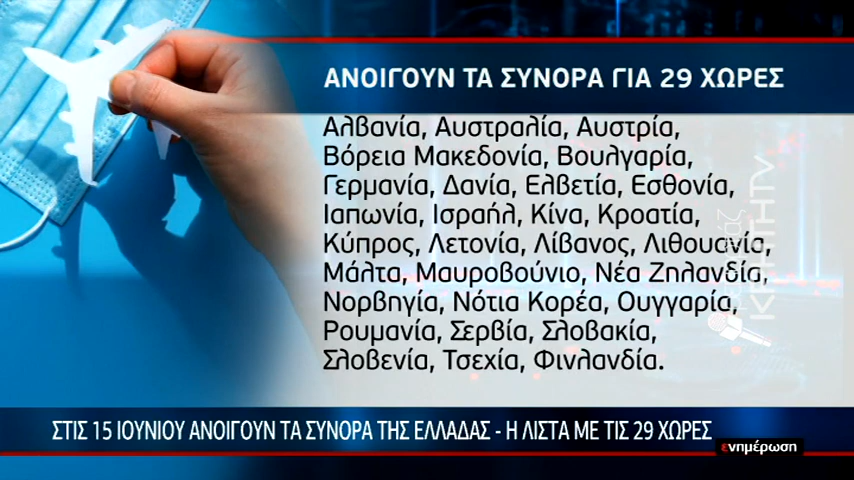 ΑΝΟΙΓΟΥΝ ΤΑ ΣΥΝΟΡΑ ΓΙΑ 29 ΧΩΡΕΣ
Αλβανία, Αυστραλία, Αυστρία,
Βόρεια Μακεδονία, Βουλγαρία,
Γερμανία, Δανία, Ελβετία, Εσθονία,
Ιαπωνία, Ισραήλ, Κίνα, Κροατία,
Κύπρος, Λετονία, Λίβανος, Λιθουανία,
Μάλτα, Μαυροβούνιο, Νέα Ζηλανδία,
Νορβηγία, Νότια Κορέα, Ουγγαρία,
Ρουμανία, Σερβία, Σλοβακία,
Σλοβενία, Τσεχία, Φινλανδία.
ΚΡΗΤΗTV
ΣΤΙΣ 15 ΙΟΥΝΙΟΥ ΑΝΟΙΓΟΥΝ ΤΑ ΣΥΝΟΡΑ ΤΗΣ ΕΛΛΑΔΑΣ - Η ΛΙΣΤΑ ΜΕ ΤΙΣ 29 ΧΩΡΕΣ
ενημέρωση